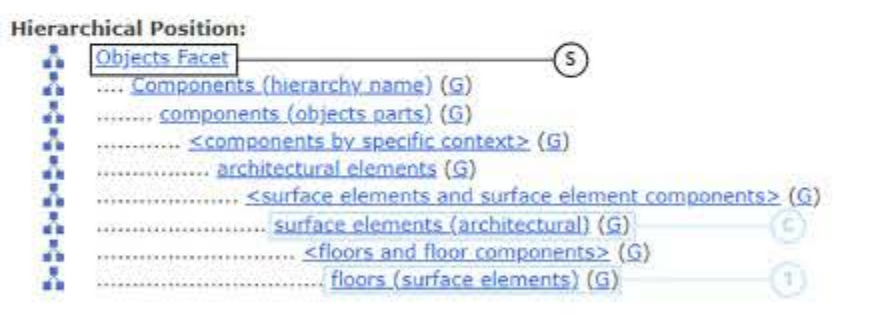 Hierarchical Position:
Objects Facet S
.... Components (hierarchy name) (G)
........ components (objects parts) (G)
............ <components by specific context> (G)
................ architectural elements (G)
.................... <surface elements and surface element components> (G)
........................ surface elements (architectural) (G) C
............................ <floors and floor components> (G)
................................ floors (surface elements) (G) 1